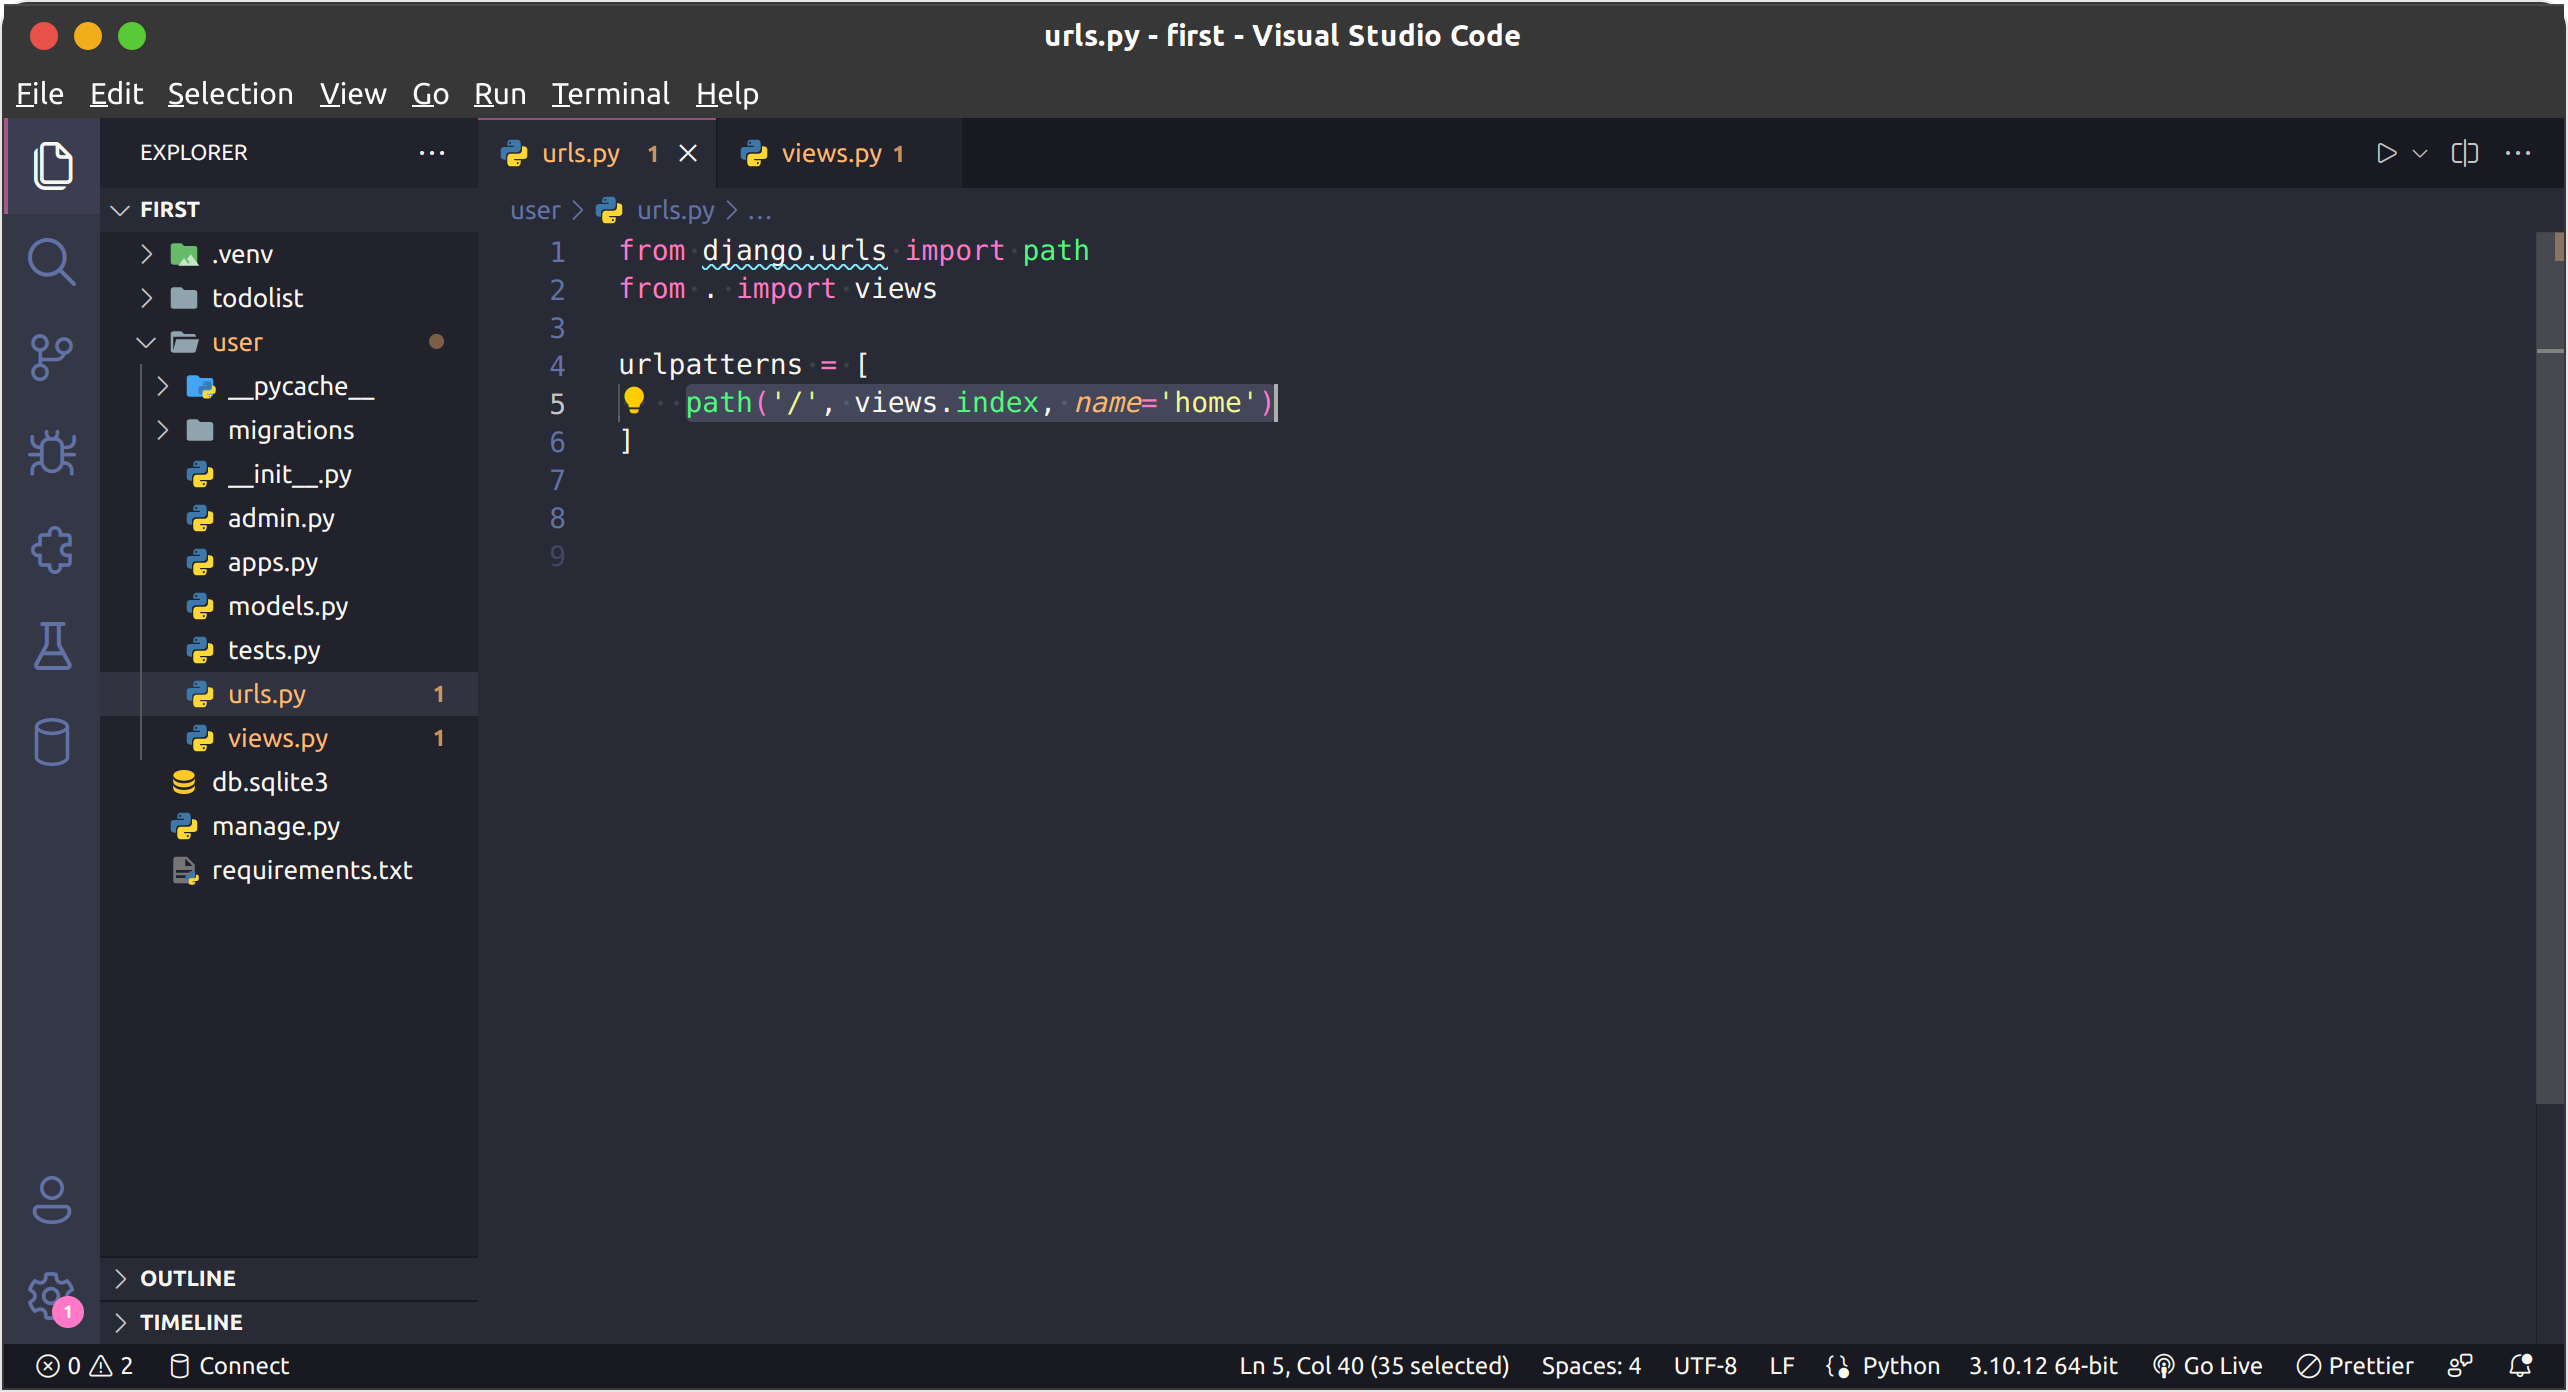 urls.py - first - Visual Studio Code
File Edit Selection View Go Run Terminal Help
EXPLORER
FIRST
.venv
todolist
user
__pycache__
migrations
__init__.py
admin.py
apps.py
models.py
tests.py
urls.py 1
views.py 1
db.sqlite3
manage.py
requirements.txt
OUTLINE
TIMELINE
1
urls.py 1 views.py 1
user > urls.py > ...
1 from django.urls import path
2 from . import views
3
4 urlpatterns = [
5 path('/', views.index, name='home')
6 ]
7
8
9
0 2 Connect Ln 5, Col 40 (35 selected) Spaces: 4 UTF-8 LF Python 3.10.12 64-bit Go Live Prettier